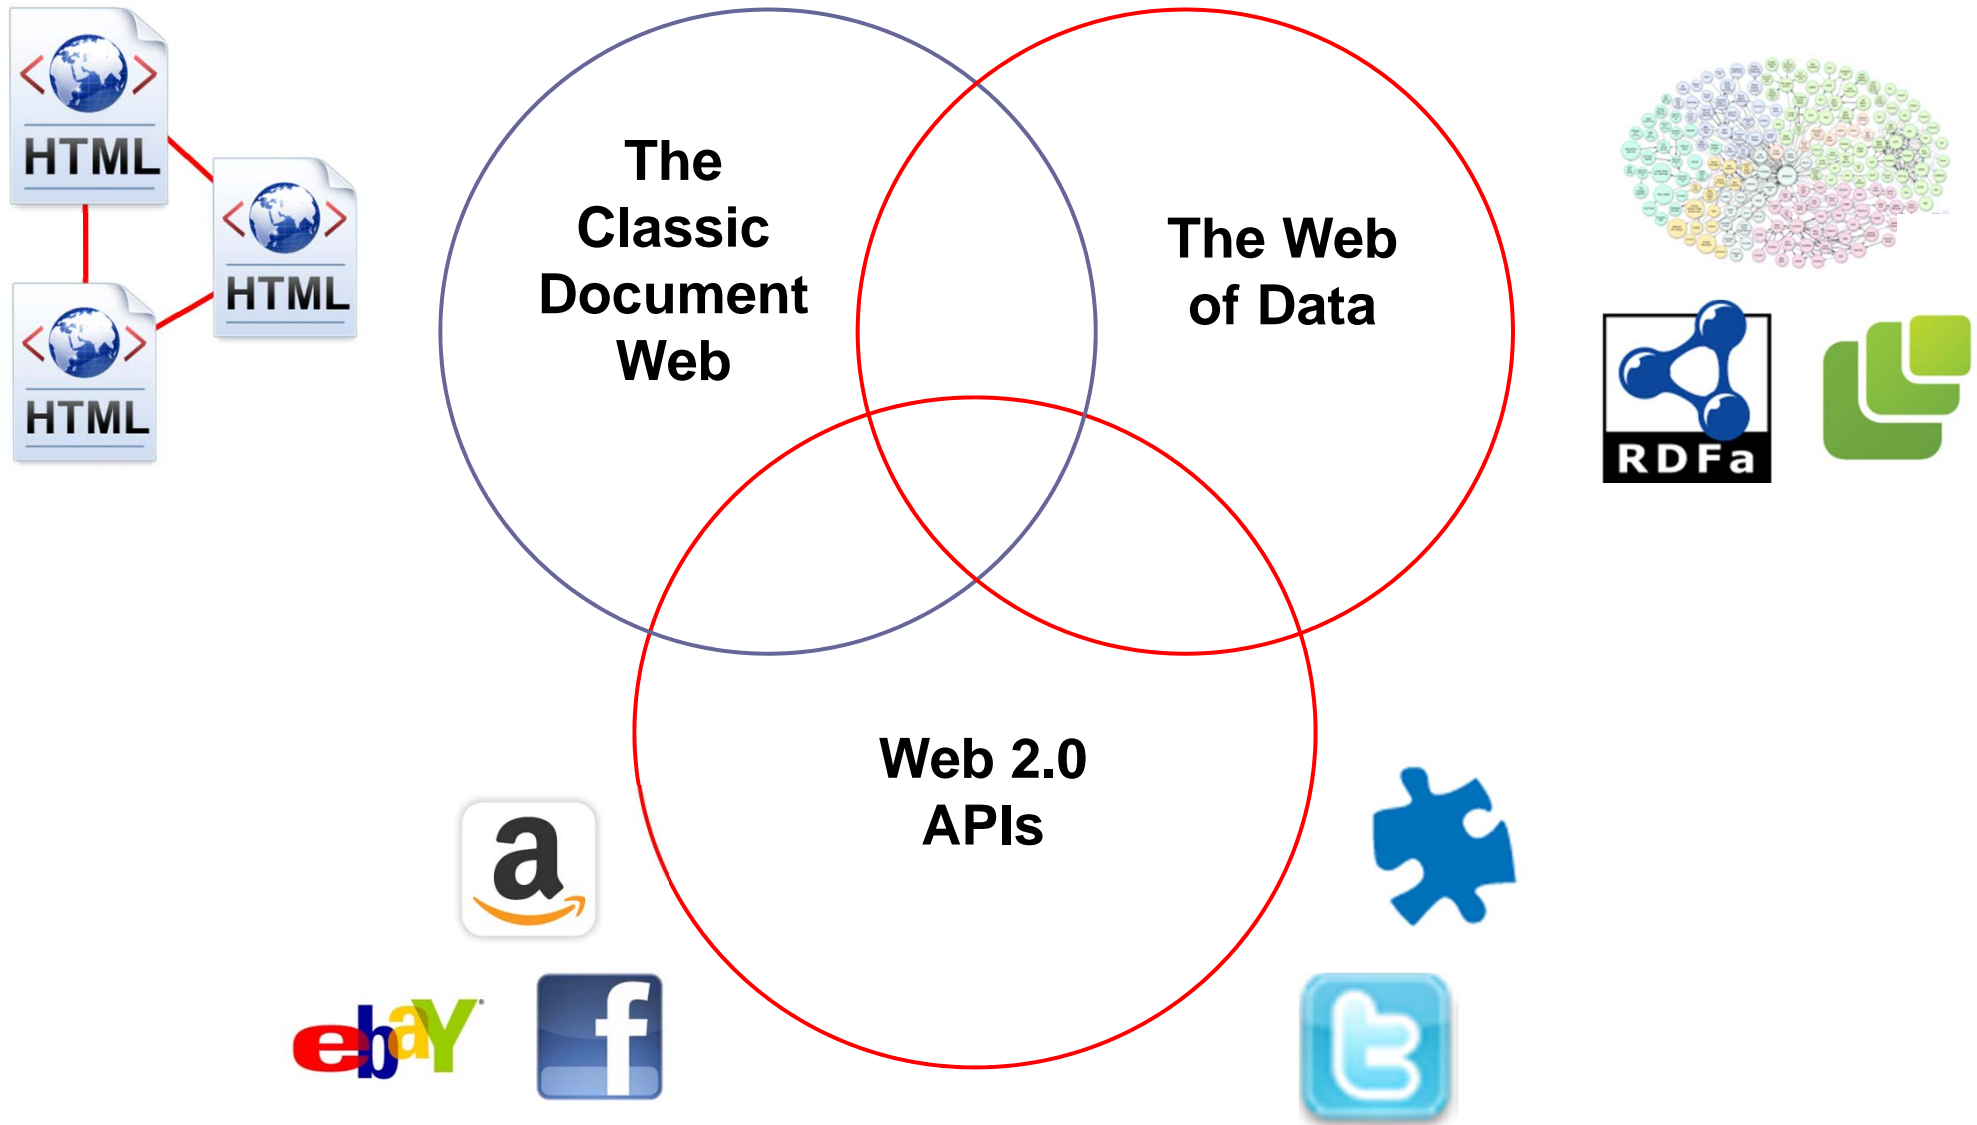 HTML
HTML
HTML
The
Classic
Document
Web
The Web
of Data
RDFa
Web 2.0
APIs
a
ebaY
f
t